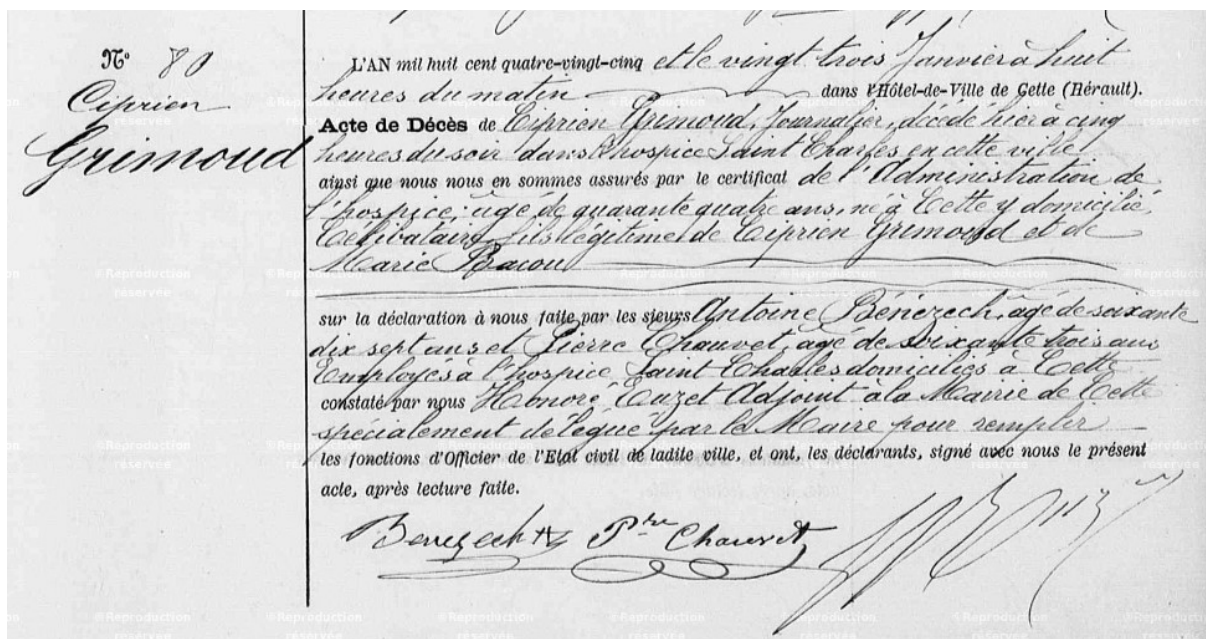 N° 80
Ciprien
Grimoud
L'AN mil huit cent quatre-vingt-cinq et le vingt trois Janvier à huit
heures du matin dans l'Hôtel-de-Ville de Cette (Hérault).
Acte de Décès de Ciprien Grimoud, Journalier, décédé hier à cinq
heures du soir dans l'hospice Saint Charles en cette ville
ainsi que nous nous en sommes assurés par le certificat de l'Administration de
l'hospice, âgé de quarante quatre ans, né à Cette y domicilié,
Célibataire, fils légitime de Ciprien Grimoud et de
Marie
sur la déclaration à nous faite par les sieurs Antoine Bénézech, âgé de soixante
dix sept ans et Pierre Chauvet, âgé de soixante trois ans
Employés à l'hospice Saint Charles domiciliés à Cette
constaté par nous Honoré Euzet Adjoint à la Mairie de Cette
spécialement délégué par le Maire pour remplir
les fonctions d'Officier de l'Etat civil de ladite ville, et ont, les déclarants, signé avec nous le présent
acte, après lecture faite.
Benezech Pre Chauvet